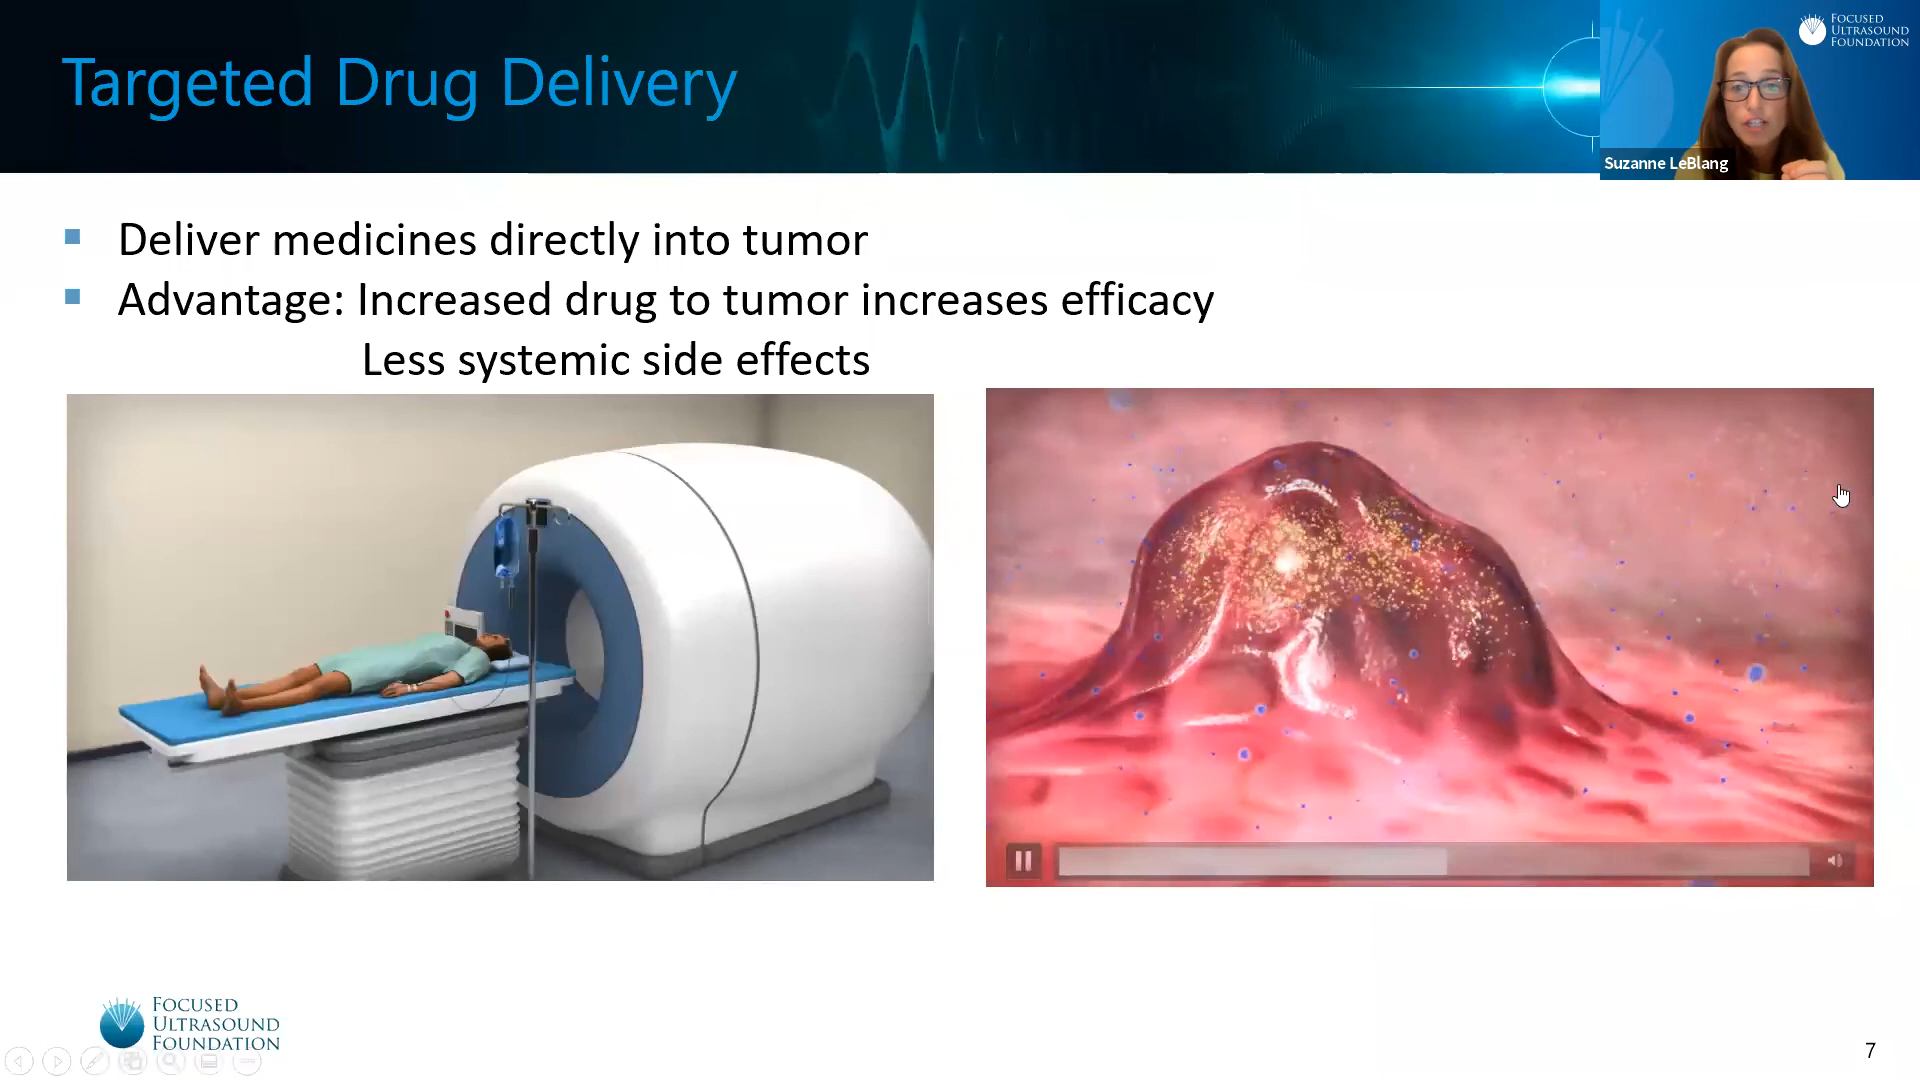 Targeted Drug Delivery
FOCUSED
ULTRASOUND
FOUNDATION
Suzanne LeBlang
Deliver medicines directly into tumor
Advantage: Increased drug to tumor increases efficacy
Less systemic side effects
FOCUSED
ULTRASOUND
FOUNDATION
7